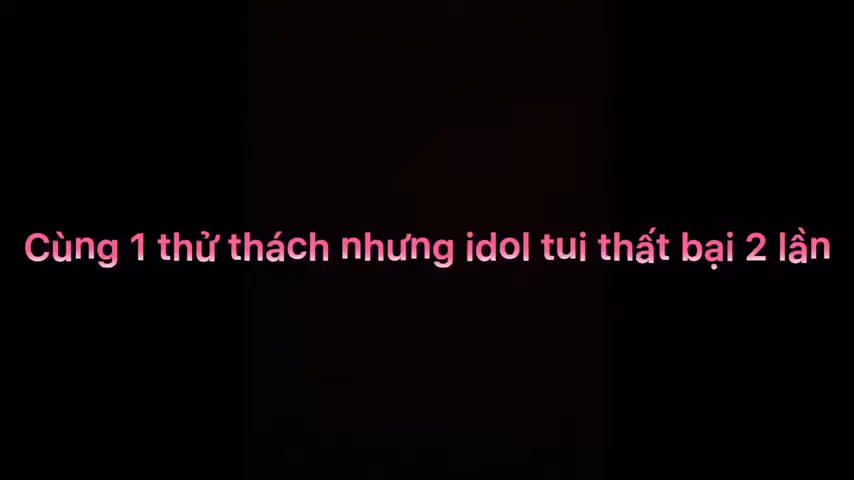 Cùng 1 thử thách nhưng idol tui thất bại 2 lần